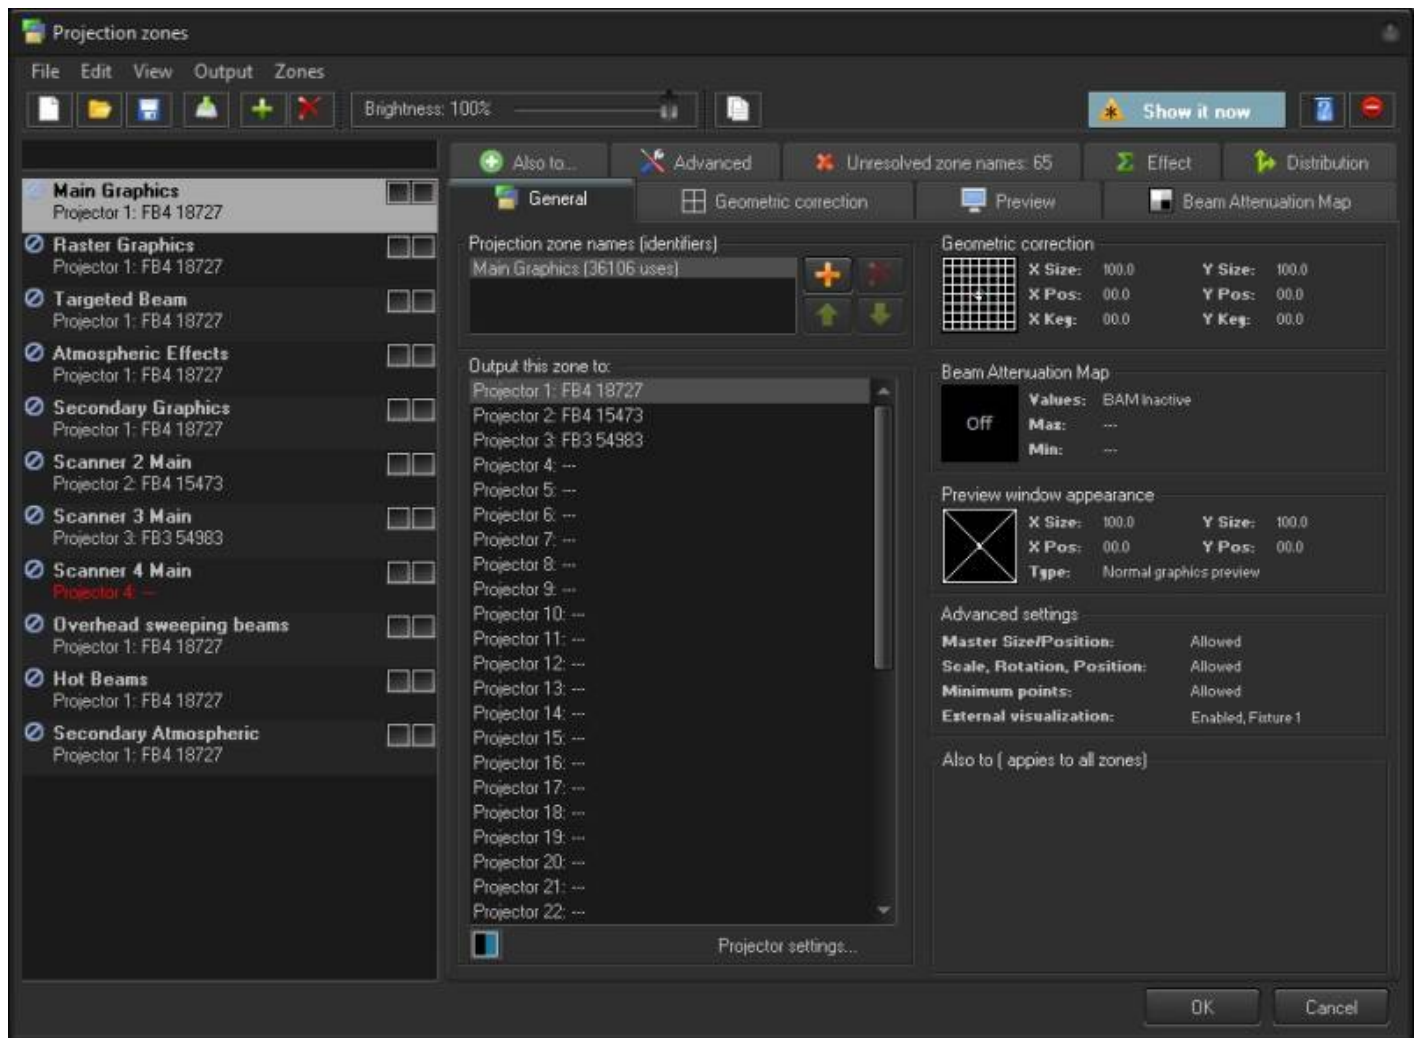 Projection zones
File Edit View Output Zones
Brightness: 100%
Show it now
Also to... Advanced Unresolved zone names: 65 Effect Distribution
General Geometric correction Preview Beam Attenuation Map
Main Graphics
Projector 1: FB4 18727
Raster Graphics
Projector 1: FB4 18727
Targeted Beam
Projector 1: FB4 18727
Atmospheric Effects
Projector 1: FB4 18727
Secondary Graphics
Projector 1: FB4 18727
Scanner 2 Main
Projector 2: FB4 15473
Scanner 3 Main
Projector 3: FB3 54983
Scanner 4 Main
Projector 4: ---
Overhead sweeping beams
Projector 1: FB4 18727
Hot Beams
Projector 1: FB4 18727
Secondary Atmospheric
Projector 1: FB4 18727
Projection zone names (identifiers)
Main Graphics (36106 uses)
Output this zone to:
Projector 1: FB4 18727
Projector 2: FB4 15473
Projector 3: FB3 54983
Projector 4: ---
Projector 5: ---
Projector 6: ---
Projector 7: ---
Projector 8: ---
Projector 9: ---
Projector 10: ---
Projector 11: ---
Projector 12: ---
Projector 13: ---
Projector 14: ---
Projector 15: ---
Projector 16: ---
Projector 17: ---
Projector 18: ---
Projector 19: ---
Projector 20: ---
Projector 21: ---
Projector 22: ---
Projector settings...
Geometric correction
X Size: 100.0 Y Size: 100.0
X Pos: 00.0 Y Pos: 00.0
X Key: 00.0 Y Key: 00.0
Beam Attenuation Map
Off
Values: BAM Inactive
Max: ---
Min: ---
Preview window appearance
X Size: 100.0 Y Size: 100.0
X Pos: 00.0 Y Pos: 00.0
Type: Normal graphics preview
Advanced settings
Master Size/Position: Allowed
Scale, Rotation, Position: Allowed
Minimum points: Allowed
External visualization: Enabled, Fixture 1
Also to ( appies to all zones)
OK Cancel